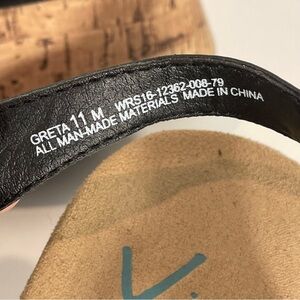 GRETA 11 M WRS16-12362-008-79
ALL MAN-MADE MATERIALS MADE IN CHINA